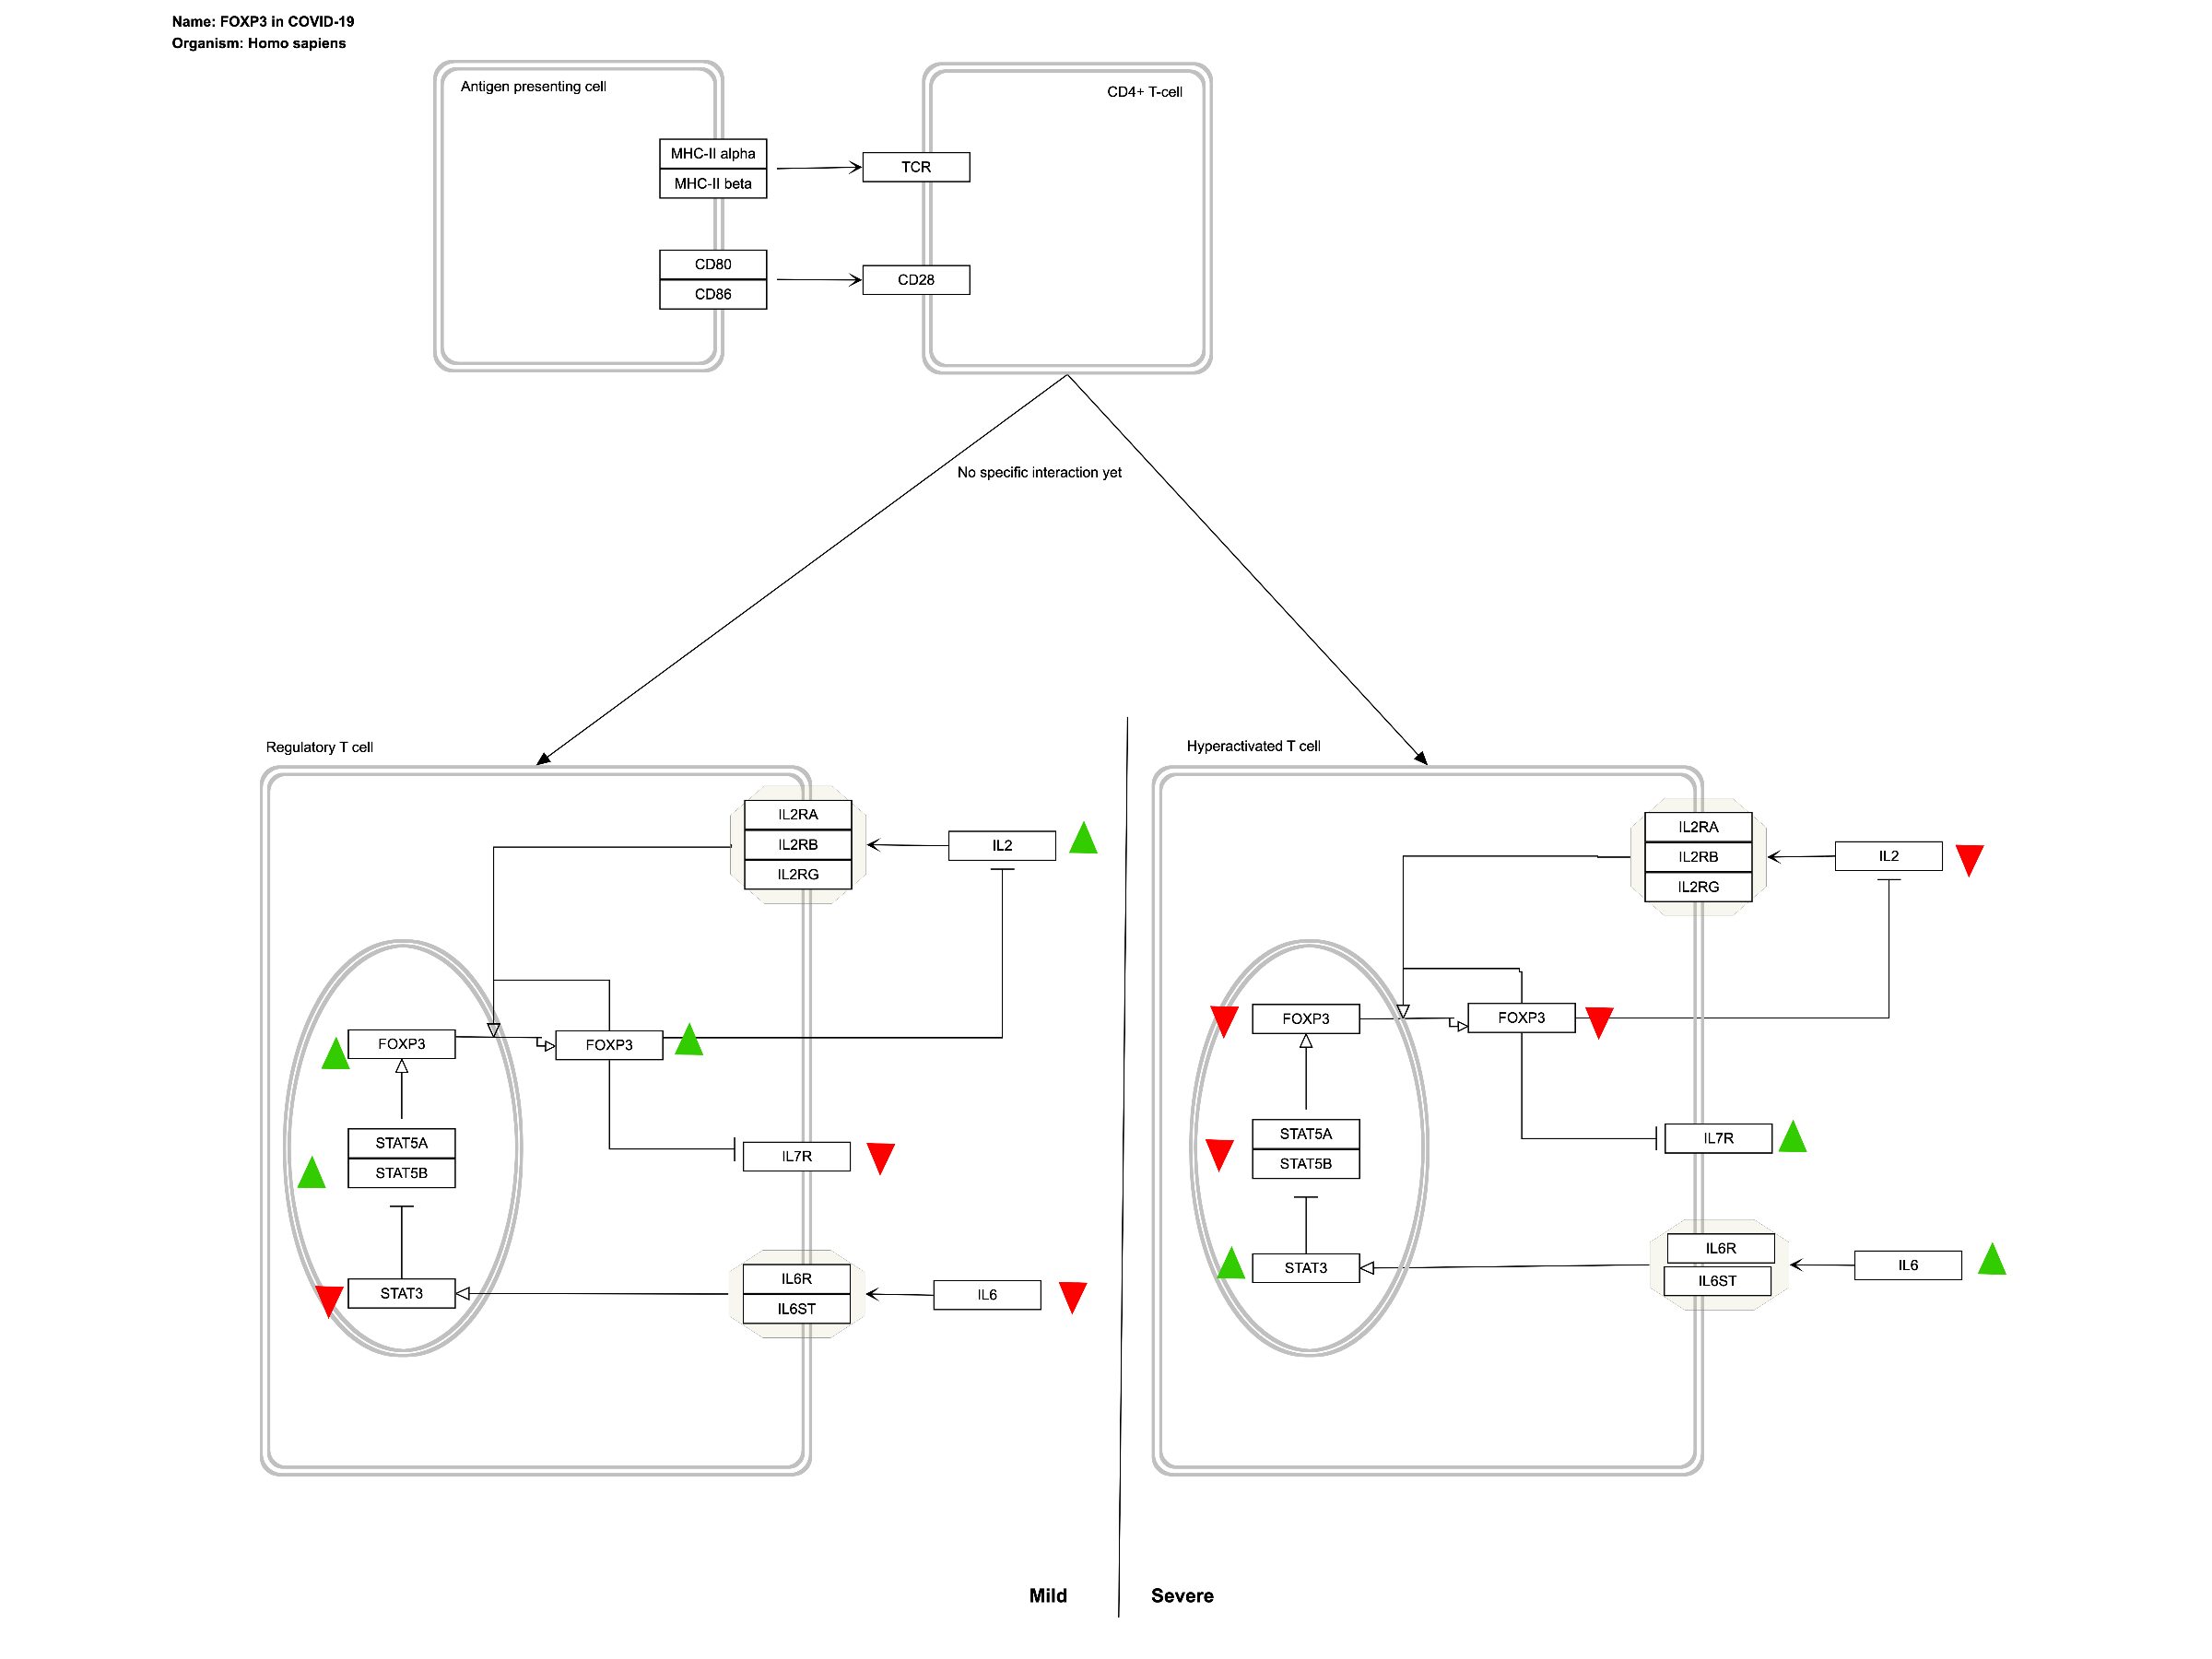 Name: FOXP3 in COVID-19
Organism: Homo sapiens
Antigen presenting cell
CD4+ T-cell
MHC-II alpha
MHC-II beta
TCR
CD80
CD86
CD28
No specific interaction yet
Regulatory T cell
IL2RA
IL2RB
IL2RG
IL2
FOXP3
FOXP3
STAT5A
STAT5B
IL7R
STAT3
IL6R
IL6ST
IL6
Mild
Hyperactivated T cell
IL2RA
IL2RB
IL2RG
IL2
FOXP3
FOXP3
STAT5A
STAT5B
IL7R
STAT3
IL6R
IL6ST
IL6
Severe